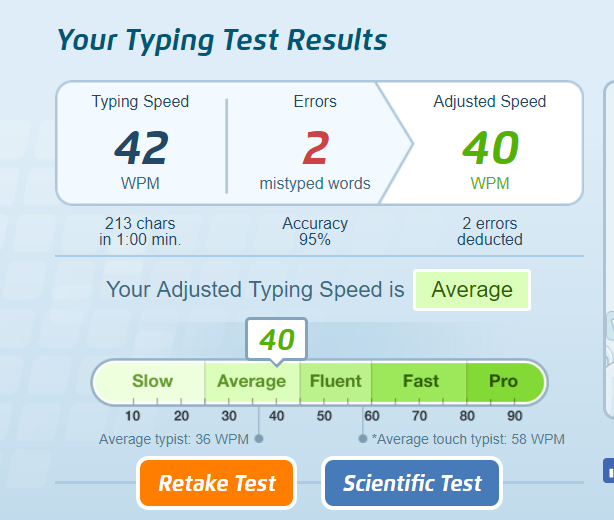 Your Typing Test Results
Typing Speed
42
WPM
213 chars
in 1:00 min.
Errors
2
mistyped words
Accuracy
95%
Adjusted Speed
40
WPM
2 errors
deducted
Your Adjusted Typing Speed is Average
40
Slow Average Fluent Fast Pro
10 20 30 40 50 60 70 80 90
Average typist: 36 WPM *Average touch typist: 58 WPM
Retake Test Scientific Test